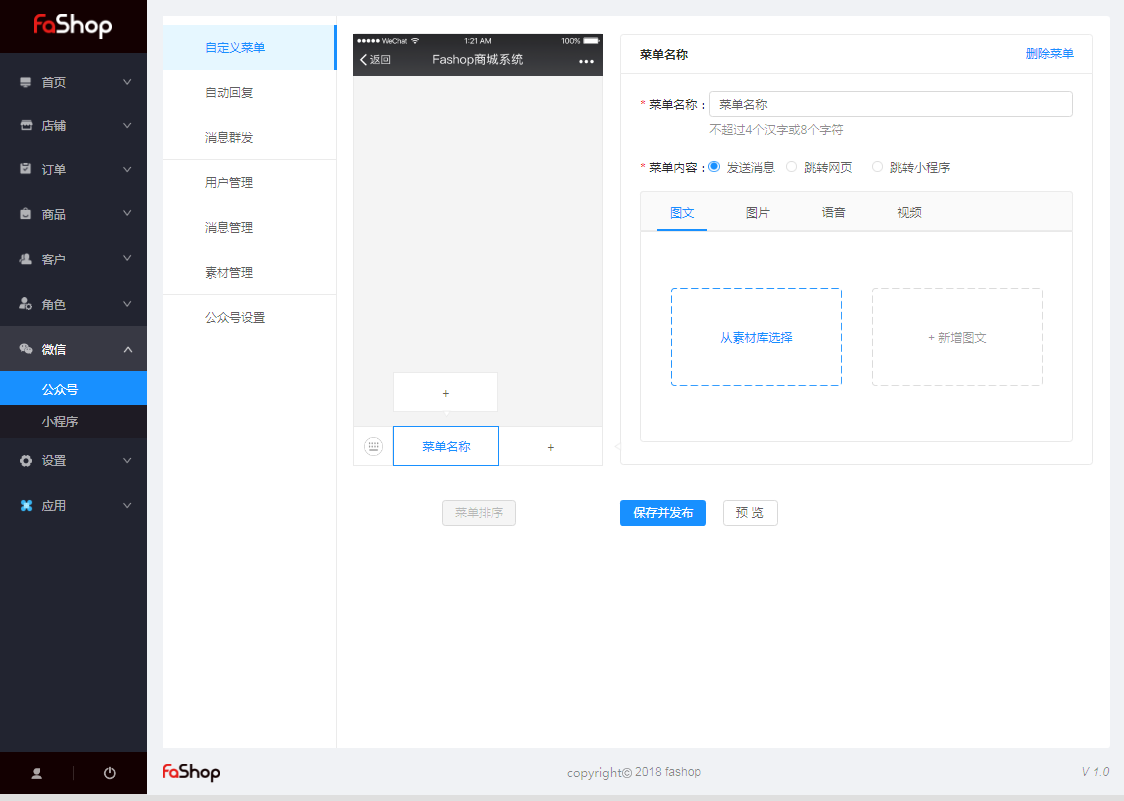 faShop
首页
店铺
订单
商品
客户
角色
微信
公众号
小程序
设置
应用
自定义菜单
自动回复
消息群发
用户管理
消息管理
素材管理
公众号设置
WeChat 1:21 AM 100%
返回 Fashop商城系统
+
菜单名称 +
菜单排序
菜单名称 删除菜单
* 菜单名称 : 菜单名称
不超过4个汉字或8个字符
* 菜单内容 : 发送消息 跳转网页 跳转小程序
图文 图片 语音 视频
从素材库选择 + 新增图文
保存并发布 预 览
faShop copyright© 2018 fashop V 1.0